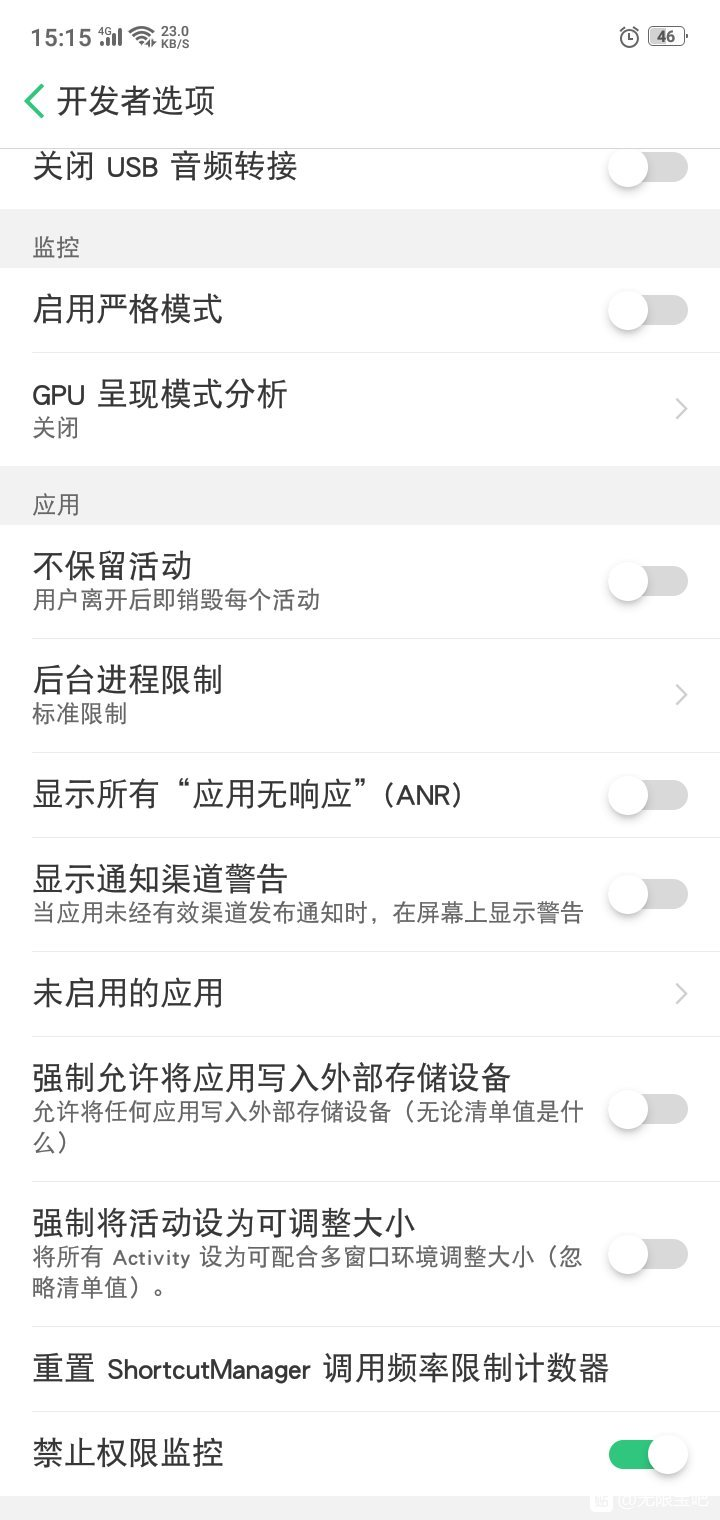 15:15 4G 23.0 KB/S 46
开发者选项
关闭 USB 音频转接
监控
启用严格模式
GPU 呈现模式分析
关闭
应用
不保留活动
用户离开后即销毁每个活动
后台进程限制
标准限制
显示所有“应用无响应”（ANR）
显示通知渠道警告
当应用未经有效渠道发布通知时，在屏幕上显示警告
未启用的应用
强制允许将应用写入外部存储设备
允许将任何应用写入外部存储设备（无论清单值是什
么）
强制将活动设为可调整大小
将所有 Activity 设为可配合多窗口环境调整大小（忽
略清单值）。
重置 ShortcutManager 调用频率限制计数器
禁止权限监控
贴 @无限宝吧